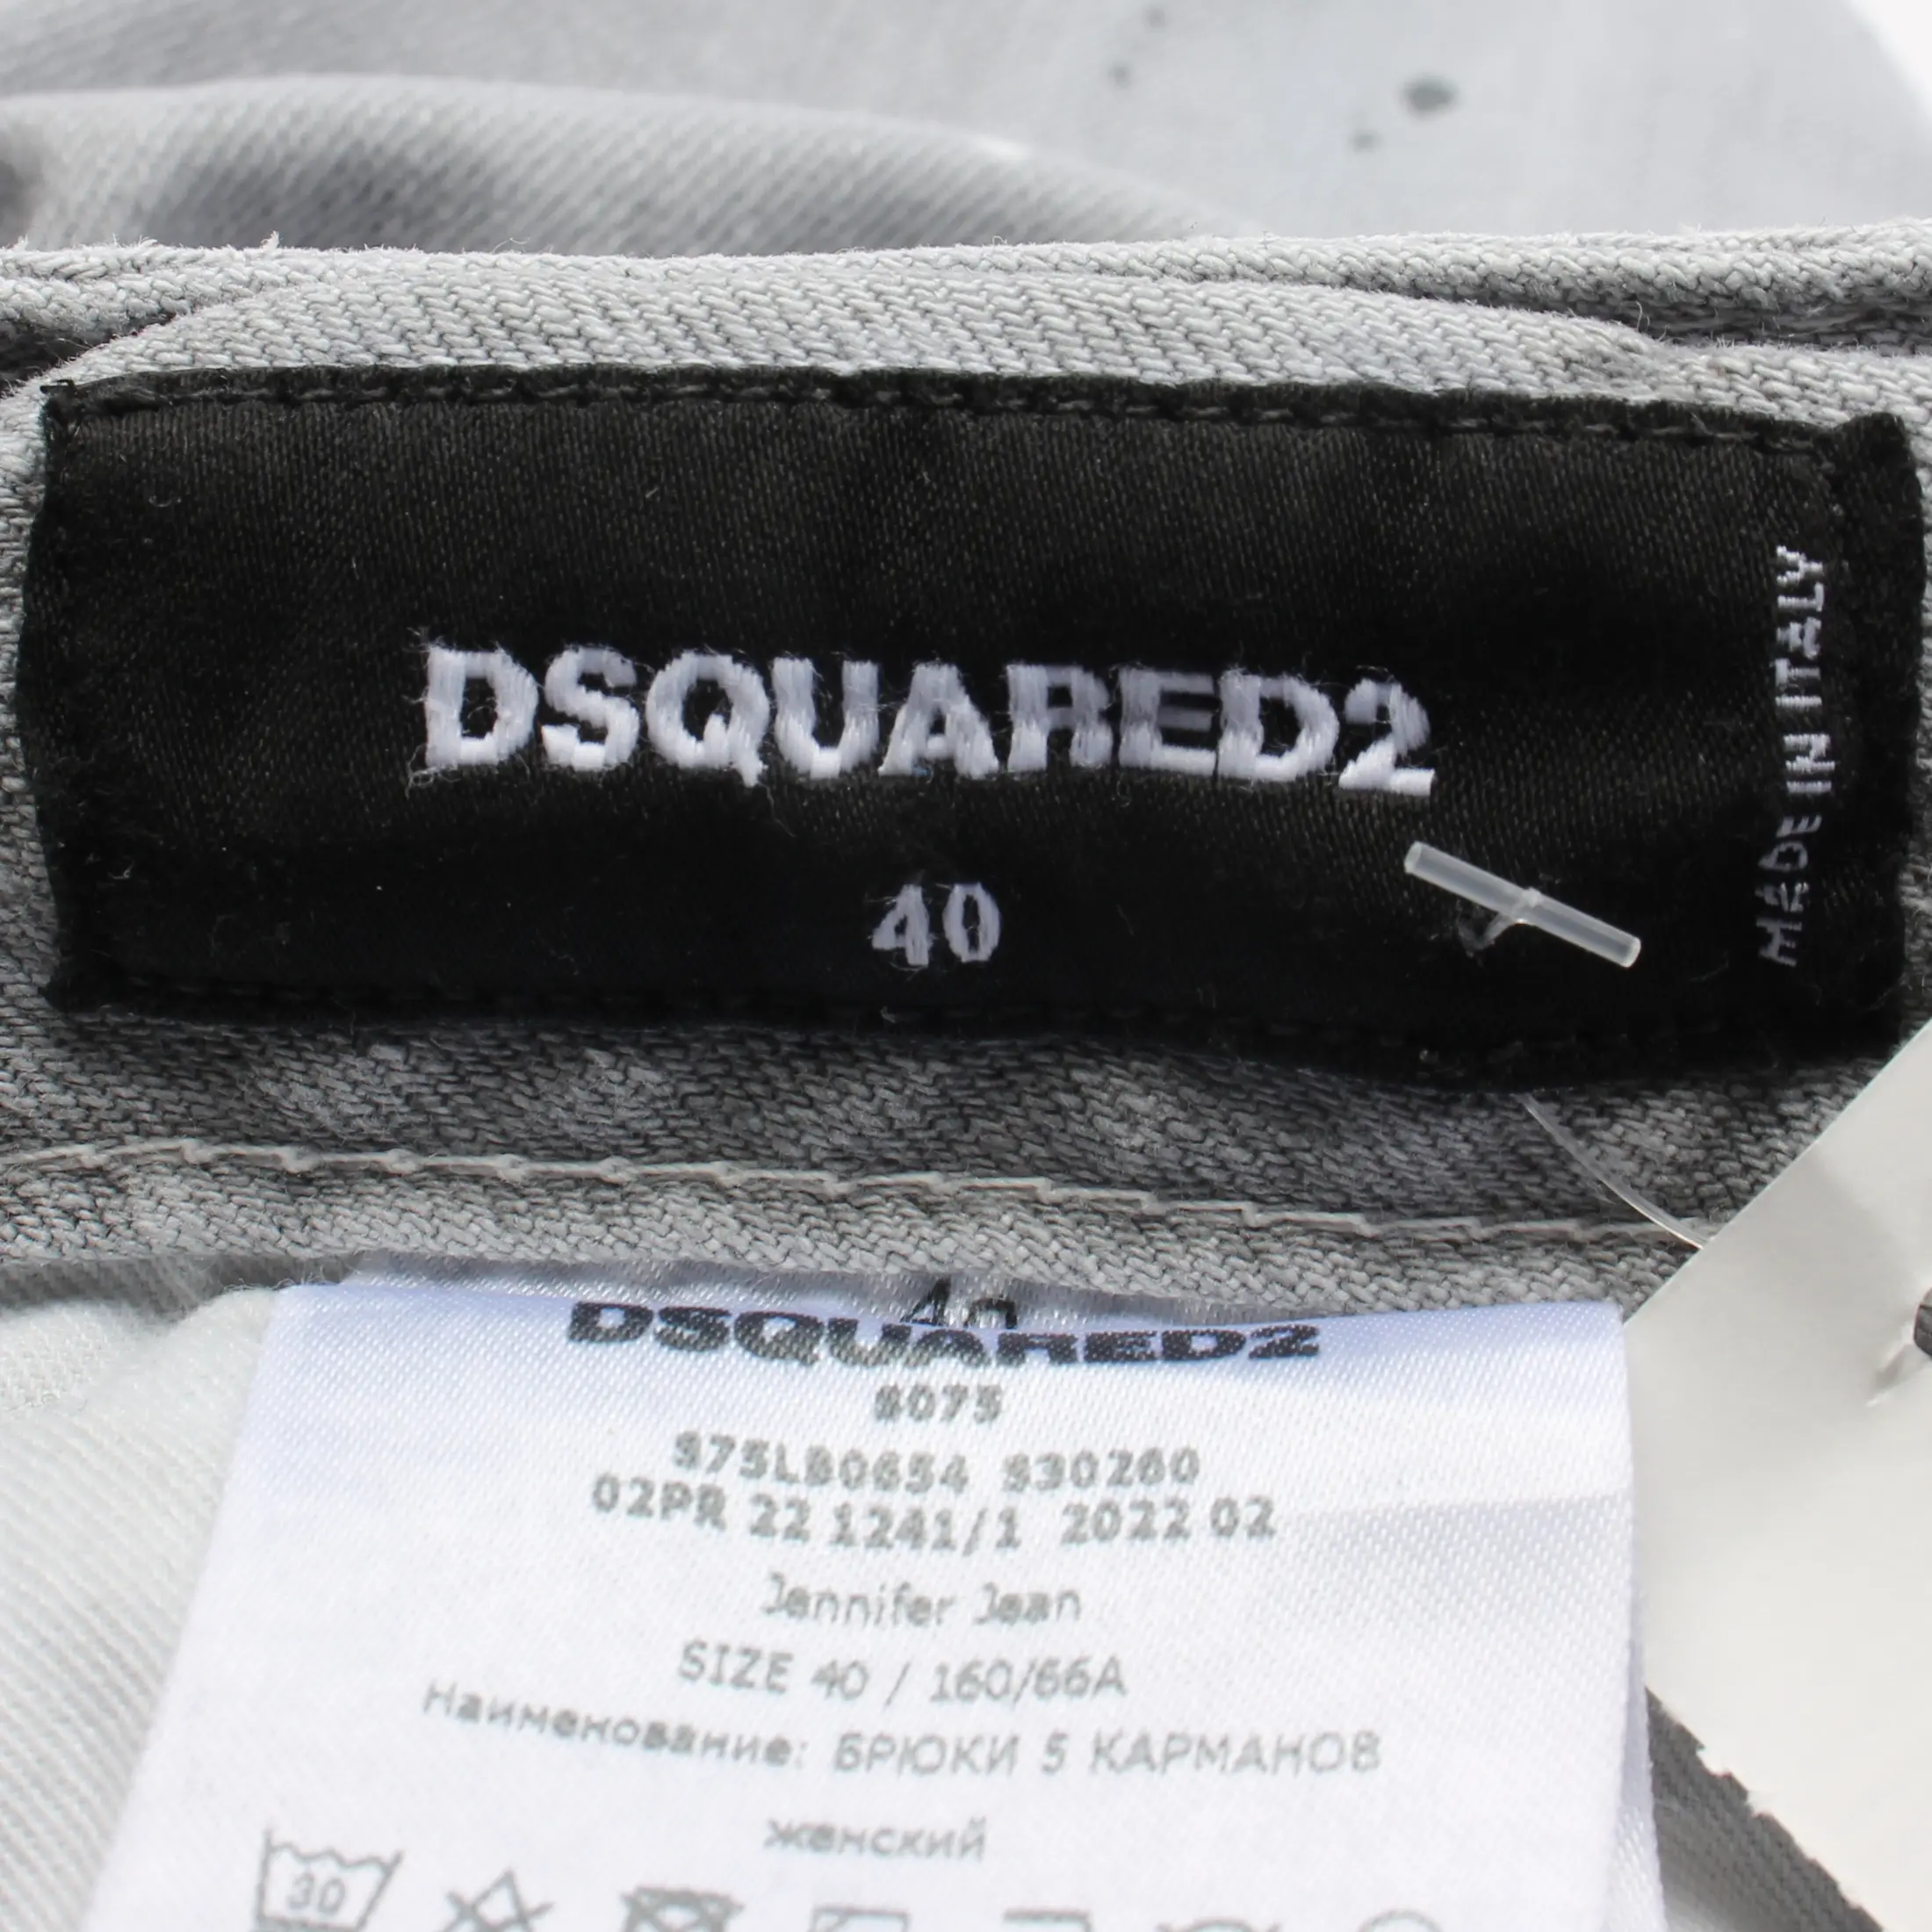 DSQUARED2
40
MADE IN ITALY
40
DSQUARED2
S075
S75LB0654 S30260
02PR 22 1241/1 2022 02
Jennifer Jean
SIZE 40 / 160/66A
Наименование: БРЮКИ 5 КАРМАНОВ
женский
30